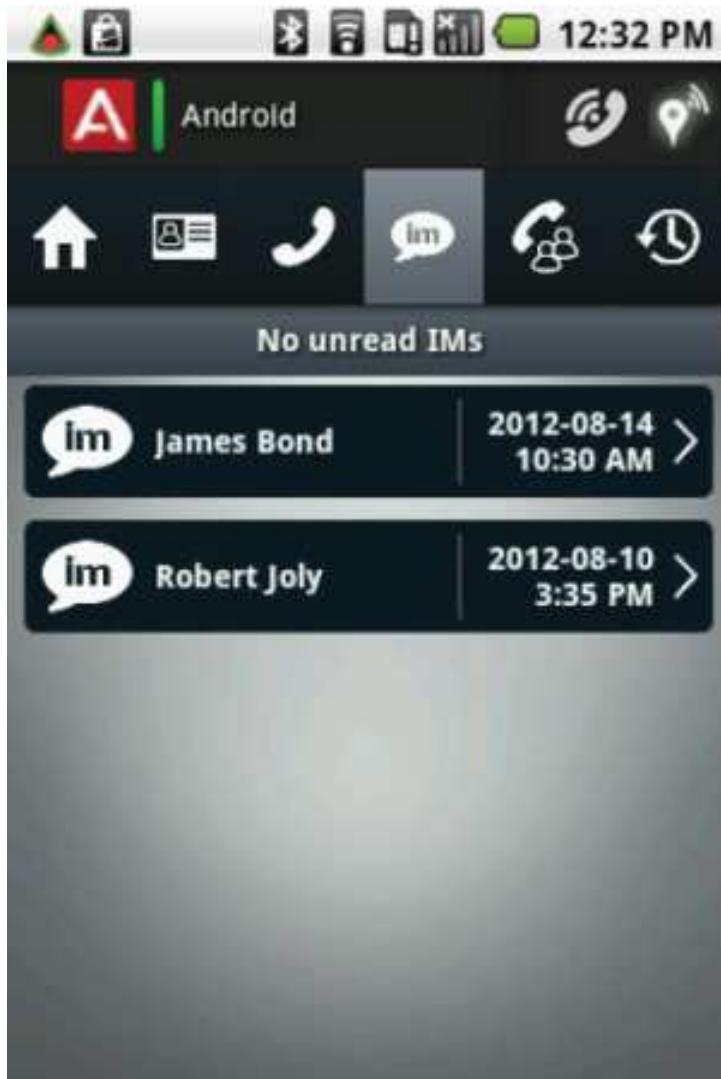 12:32 PM
Android
im
No unread IMs
im
James Bond
2012-08-14
10:30 AM
im
Robert Joly
2012-08-10
3:35 PM